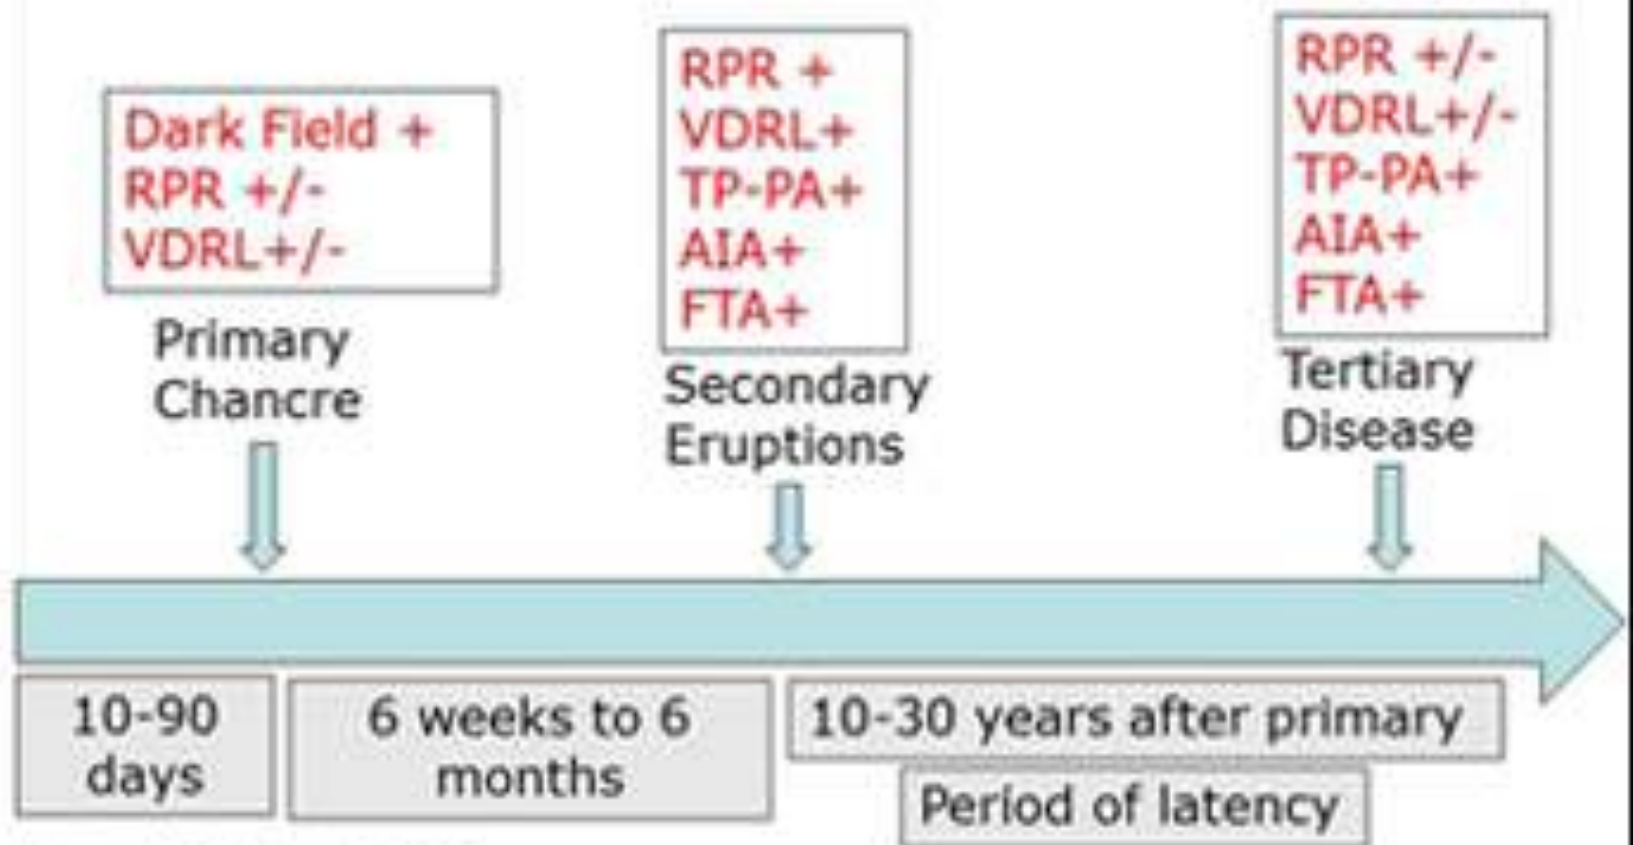 Dark Field +
RPR +/-
VDRL+/-
Primary
Chancre
RPR +
VDRL+
TP-PA+
AIA+
FTA+
Secondary
Eruptions
RPR +/-
VDRL+/-
TP-PA+
AIA+
FTA+
Tertiary
Disease
10-90
days
6 weeks to 6
months
10-30 years after primary
Period of latency